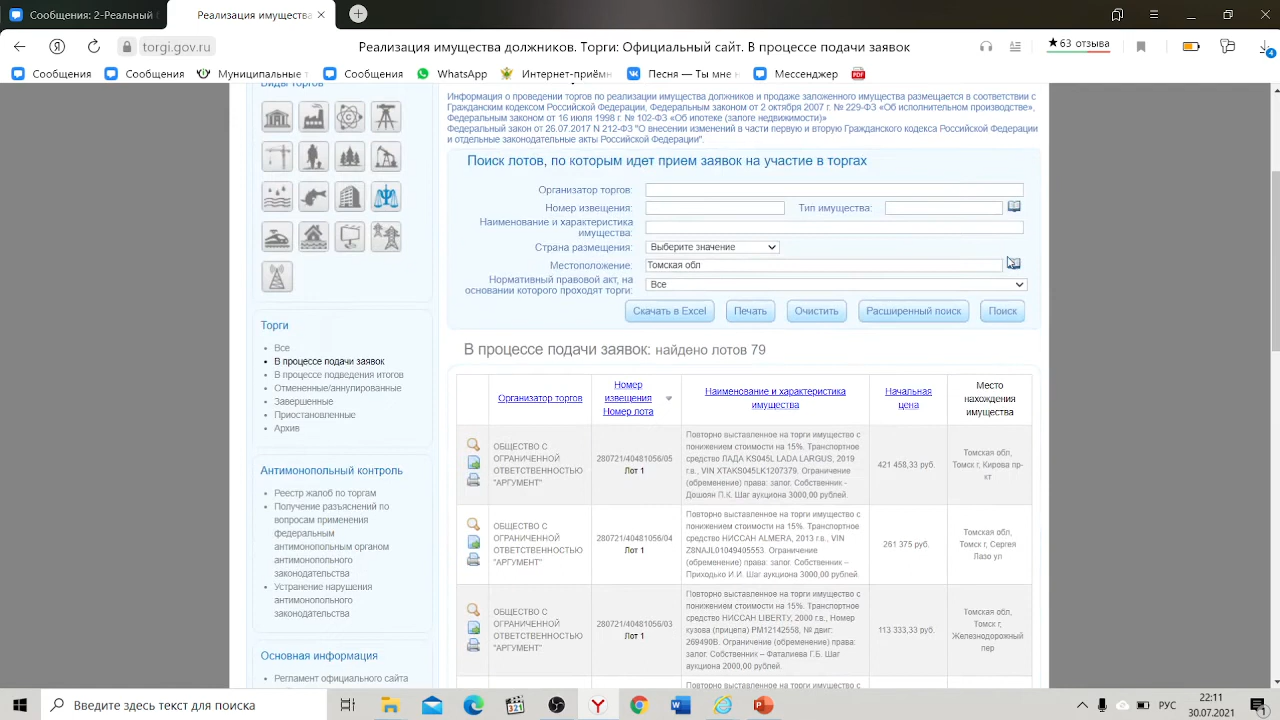 Сообщения: 2-Реальный
Реализация имущества
torgi.gov.ru
Реализация имущества должников. Торги: Официальный сайт. В процессе подачи заявок
★63 отзыва
Сообщения
Сообщения
Муниципальные
Сообщения
WhatsApp
Интернет-приёмн
Песня — Ты мне н
Мессенджер
Виды торгов
Торги
Все
В процессе подачи заявок
В процессе подведения итогов
Отмененные/аннулированные
Завершенные
Приостановленные
Архив
Антимонопольный контроль
Реестр жалоб по торгам
Получение разъяснений по
вопросам применения
федеральным
антимонопольным органом
антимонопольного
законодательства
Устранение нарушения
антимонопольного
законодательства
Основная информация
Регламент официального сайта
Информация о проведении торгов по реализации имущества должников и продаже заложенного имущества размещается в соответствии с
Гражданским кодексом Российской Федерации, Федеральным законом от 2 октября 2007 г. № 229-ФЗ «Об исполнительном производстве»,
Федеральным законом от 16 июля 1998 г. № 102-ФЗ «Об ипотеке (залоге недвижимости)»
Федеральный закон от 26.07.2017 N 212-ФЗ "О внесении изменений в части первую и вторую Гражданского кодекса Российской Федерации
и отдельные законодательные акты Российской Федерации".
Поиск лотов, по которым идет прием заявок на участие в торгах
Организатор торгов:
Номер извещения:
Тип имущества:
Наименование и характеристика
имущества:
Страна размещения:
Выберите значение
Местоположение:
Томская обл
Нормативный правовой акт, на
основании которого проходят торги:
Все
Скачать в Excel
Печать
Очистить
Расширенный поиск
Поиск
В процессе подачи заявок: найдено лотов 79
Организатор торгов
Номер
извещения
Номер лота
Наименование и характеристика
имущества
Начальная
цена
Место
нахождения
имущества
ОБЩЕСТВО С
ОГРАНИЧЕННОЙ
ОТВЕТСТВЕННОСТЬЮ
"АРГУМЕНТ"
280721/40481056/05
Лот 1
Повторно выставленное на торги имущество с
понижением стоимости на 15%. Транспортное
средство ЛАДА KS045L LADA LARGUS, 2019
г.в., VIN XTAKS045LK1207379. Ограничение
(обременение) права: залог. Собственник -
Дошоян П.К. Шаг аукциона 3000,00 рублей.
421 458,33 руб.
Томская обл,
Томск г, Кирова пр-
кт
ОБЩЕСТВО С
ОГРАНИЧЕННОЙ
ОТВЕТСТВЕННОСТЬЮ
"АРГУМЕНТ"
280721/40481056/04
Лот 1
Повторно выставленное на торги имущество с
понижением стоимости на 15%. Транспортное
средство НИССАН ALMERA, 2013 г.в., VIN
Z8NAJL01049405553. Ограничение
(обременение) права: залог. Собственник –
Приходько И.И. Шаг аукциона 3000,00 рублей
261 375 руб.
Томская обл,
Томск г, Сергея
Лазо ул
ОБЩЕСТВО С
ОГРАНИЧЕННОЙ
ОТВЕТСТВЕННОСТЬЮ
"АРГУМЕНТ"
280721/40481056/03
Лот 1
Повторно выставленное на торги имущество с
понижением стоимости на 15%. Транспортное
средство НИССАН LIBERTY, 2000 г.в., Номер
кузова (прицепа) РМ12142558, № двиг:
269490В. Ограничение (обременение) права:
залог. Собственник – Фаталиева Г.Б. Шаг
аукциона 2000,00 рублей.
113 333,33 руб.
Томская обл,
Томск г,
Железнодорожный
пер
Повторно выставленное на торги имущество с
Введите здесь текст для поиска
РУС
22:11
30.07.2021